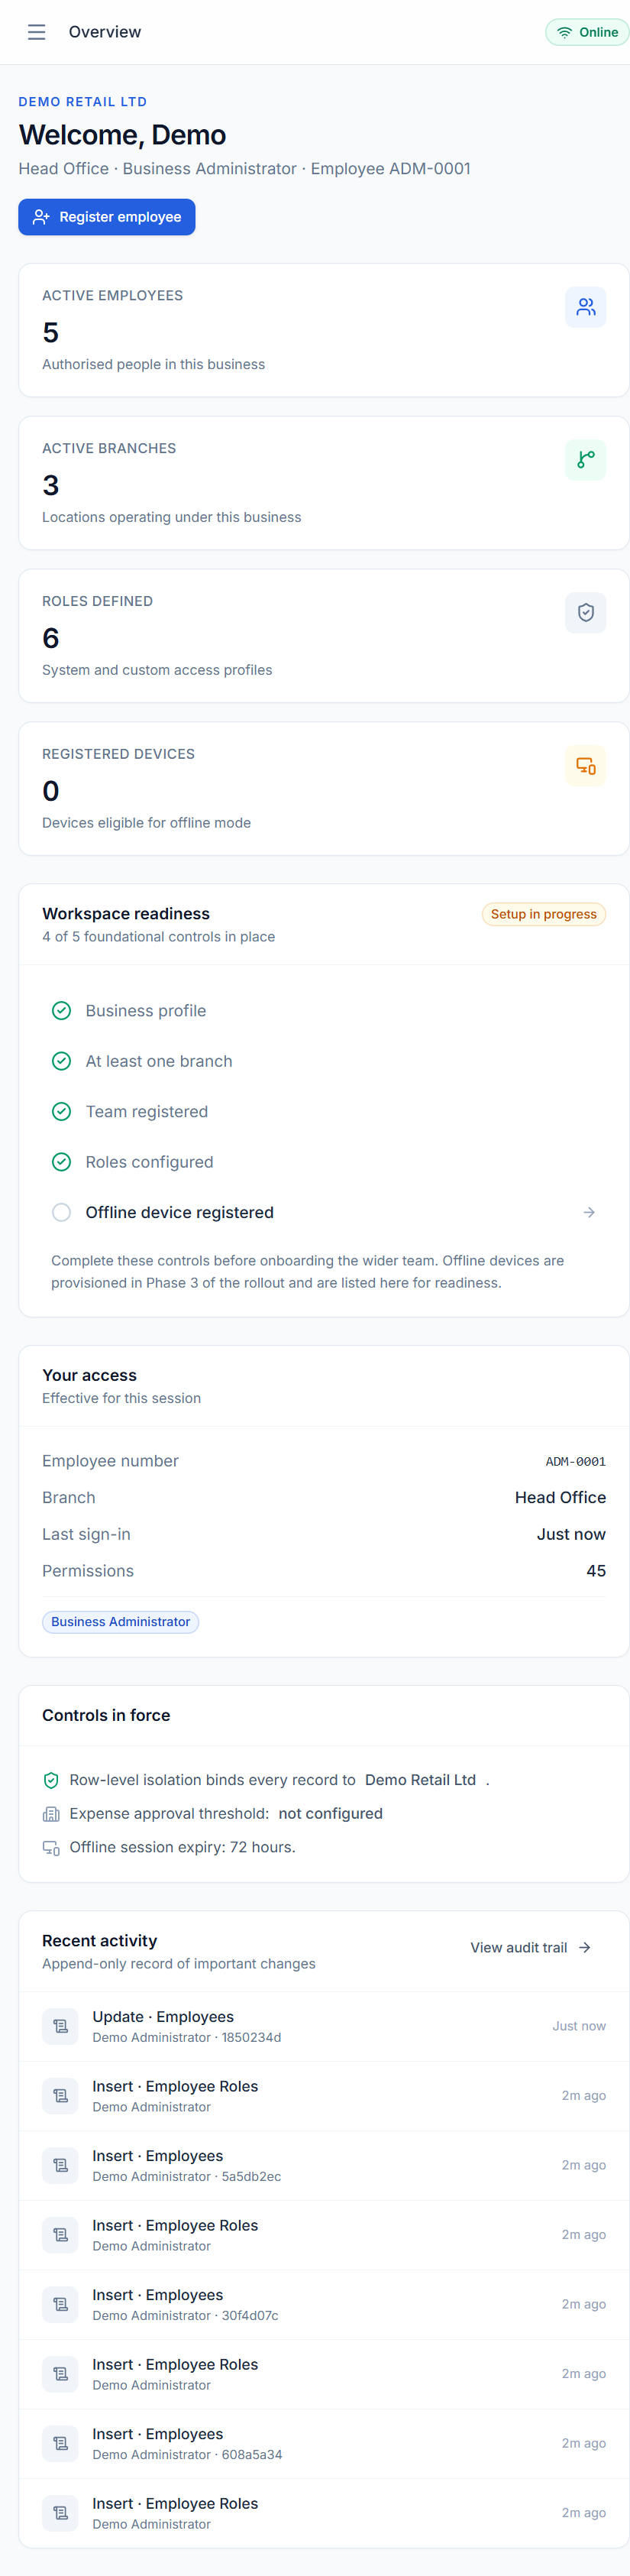 Overview
Online
DEMO RETAIL LTD
Welcome, Demo
Head Office · Business Administrator · Employee ADM-0001
Register employee
ACTIVE EMPLOYEES
5
Authorised people in this business
ACTIVE BRANCHES
3
Locations operating under this business
ROLES DEFINED
6
System and custom access profiles
REGISTERED DEVICES
0
Devices eligible for offline mode
Workspace readiness
Setup in progress
4 of 5 foundational controls in place
Business profile
At least one branch
Team registered
Roles configured
Offline device registered
Complete these controls before onboarding the wider team. Offline devices are
provisioned in Phase 3 of the rollout and are listed here for readiness.
Your access
Effective for this session
Employee number ADM-0001
Branch Head Office
Last sign-in Just now
Permissions 45
Business Administrator
Controls in force
Row-level isolation binds every record to Demo Retail Ltd .
Expense approval threshold: not configured
Offline session expiry: 72 hours.
Recent activity
View audit trail
Append-only record of important changes
Update · Employees
Just now
Demo Administrator · 1850234d
Insert · Employee Roles
2m ago
Demo Administrator
Insert · Employees
2m ago
Demo Administrator · 5a5db2ec
Insert · Employee Roles
2m ago
Demo Administrator
Insert · Employees
2m ago
Demo Administrator · 30f4d07c
Insert · Employee Roles
2m ago
Demo Administrator
Insert · Employees
2m ago
Demo Administrator · 608a5a34
Insert · Employee Roles
2m ago
Demo Administrator